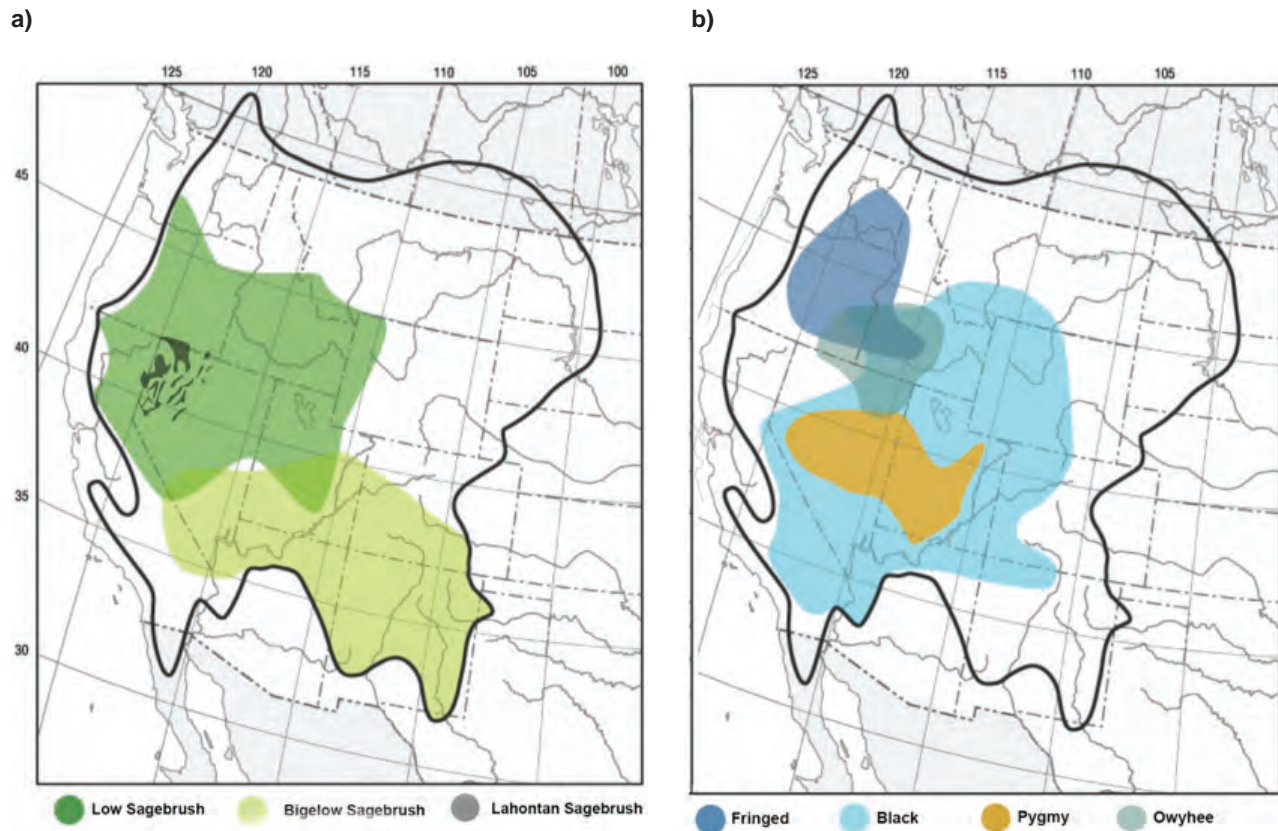 a)
b)
125 120 115 110 105 100
125 120 115 110 105
45
40
35
30
Low Sagebrush Bigelow Sagebrush Lahontan Sagebrush
Fringed Black Pygmy Owyhee